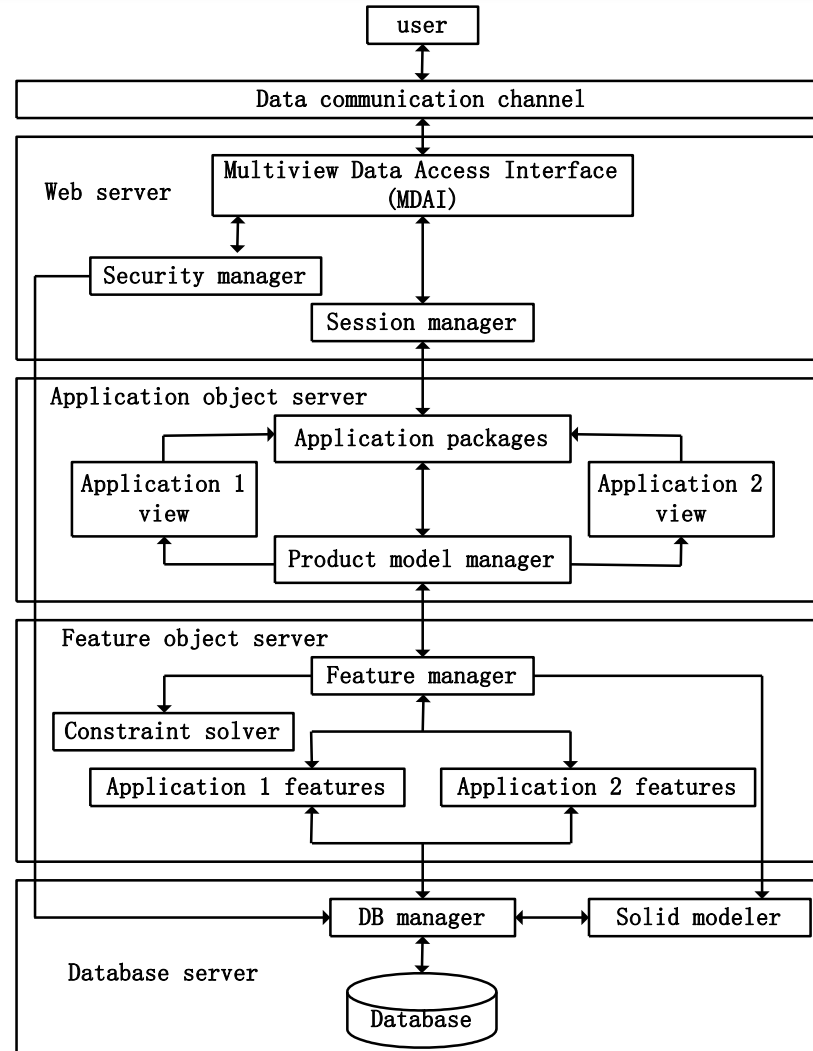 user
Data communication channel
Multiview Data Access Interface
(MDAI)
Web server
Security manager
Session manager
Application object server
Application packages
Application 1
view
Application 2
view
Product model manager
Feature object server
Feature manager
Constraint solver
Application 1 features
Application 2 features
DB manager
Solid modeler
Database server
Database